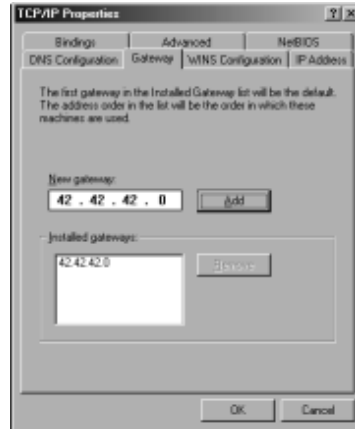 TCP/IP Properties
Bindings Advanced NetBIOS
DNS Configuration Gateway WINS Configuration IP Address
The first gateway in the Installed Gateway list will be the default.
The address order in the list will be the order in which these
machines are used.
New gateway:
42 . 42 . 42 . 0 Add
Installed gateways:
42.42.42.0 Remove
OK Cancel